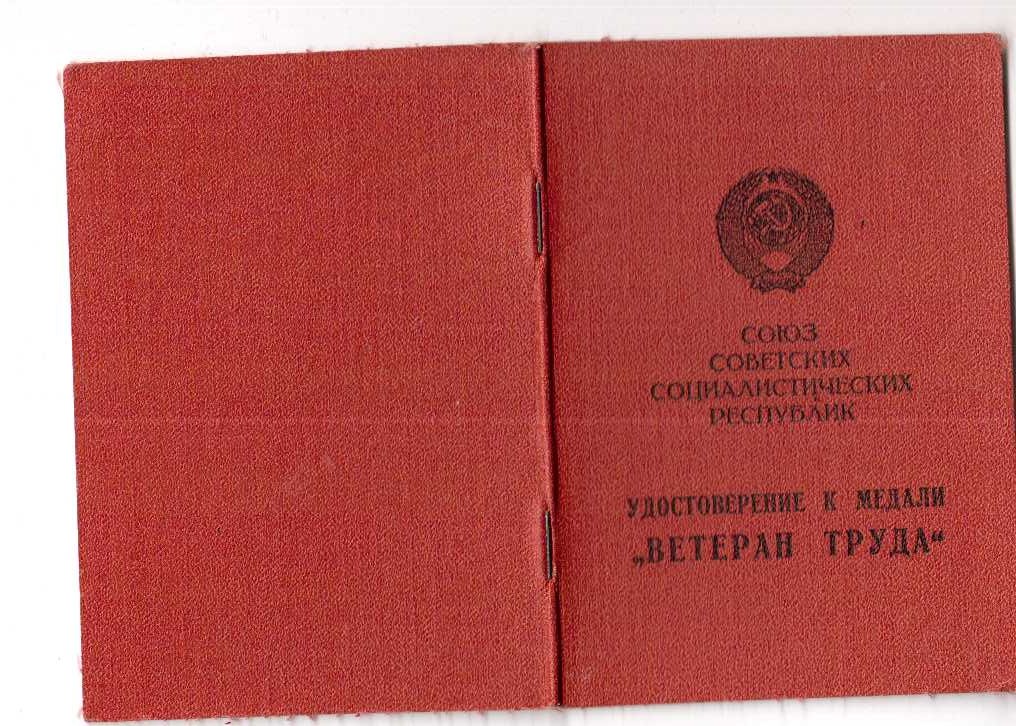 СОЮЗ
СОВЕТСКИХ
СОЦИАЛИСТИЧЕСКИХ
РЕСПУБЛИК
УДОСТОВЕРЕНИЕ К МЕДАЛИ
„ВЕТЕРАН ТРУДА“